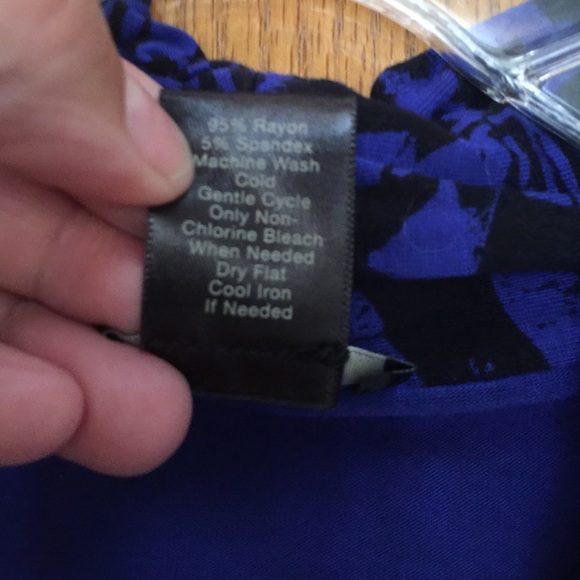 95% Rayon
5% Spandex
Machine Wash
Cold
Gentle Cycle
Only Non-
Chlorine Bleach
When Needed
Dry Flat
Cool Iron
If Needed